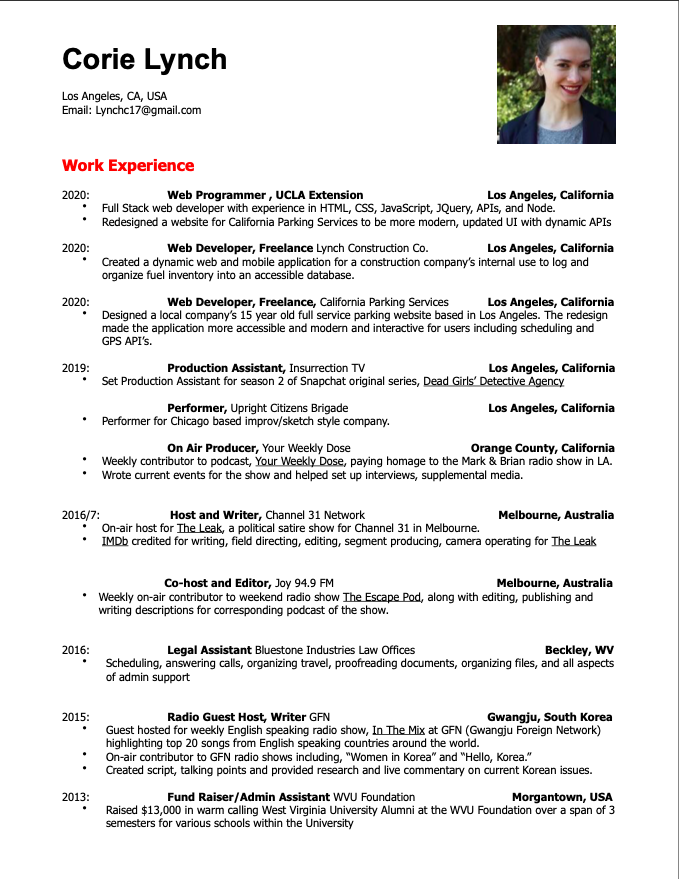 Corie Lynch
Los Angeles, CA, USA
Email: Lynchc17@gmail.com
Work Experience
2020: Web Programmer , UCLA Extension Los Angeles, California
• Full Stack web developer with experience in HTML, CSS, JavaScript, JQuery, APIs, and Node.
• Redesigned a website for California Parking Services to be more modern, updated UI with dynamic APIs
2020: Web Developer, Freelance Lynch Construction Co. Los Angeles, California
• Created a dynamic web and mobile application for a construction company's internal use to log and
organize fuel inventory into an accessible database.
2020: Web Developer, Freelance, California Parking Services Los Angeles, California
• Designed a local company's 15 year old full service parking website based in Los Angeles. The redesign
made the application more accessible and modern and interactive for users including scheduling and
GPS API's.
2019: Production Assistant, Insurrection TV Los Angeles, California
• Set Production Assistant for season 2 of Snapchat original series, Dead Girls' Detective Agency
Performer, Upright Citizens Brigade Los Angeles, California
• Performer for Chicago based improv/sketch style company.
On Air Producer, Your Weekly Dose Orange County, California
• Weekly contributor to podcast, Your Weekly Dose, paying homage to the Mark & Brian radio show in LA.
• Wrote current events for the show and helped set up interviews, supplemental media.
2016/7: Host and Writer, Channel 31 Network Melbourne, Australia
• On-air host for The Leak, a political satire show for Channel 31 in Melbourne.
• IMDb credited for writing, field directing, editing, segment producing, camera operating for The Leak
Co-host and Editor, Joy 94.9 FM Melbourne, Australia
• Weekly on-air contributor to weekend radio show The Escape Pod, along with editing, publishing and
writing descriptions for corresponding podcast of the show.
2016: Legal Assistant Bluestone Industries Law Offices Beckley, WV
• Scheduling, answering calls, organizing travel, proofreading documents, organizing files, and all aspects
of admin support
2015: Radio Guest Host, Writer GFN Gwangju, South Korea
• Guest hosted for weekly English speaking radio show, In The Mix at GFN (Gwangju Foreign Network)
highlighting top 20 songs from English speaking countries around the world.
• On-air contributor to GFN radio shows including, "Women in Korea" and "Hello, Korea."
• Created script, talking points and provided research and live commentary on current Korean issues.
2013: Fund Raiser/Admin Assistant WVU Foundation Morgantown, USA
• Raised $13,000 in warm calling West Virginia University Alumni at the WVU Foundation over a span of 3
semesters for various schools within the University